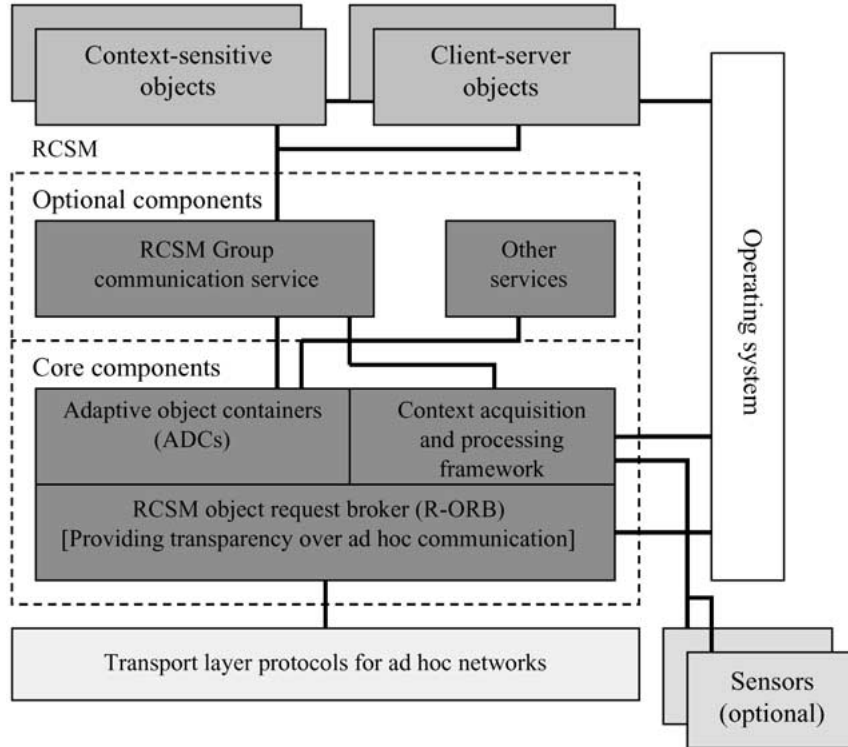 Context-sensitive
objects
Client-server
objects
RCSM
Optional components
RCSM Group
communication service
Other
services
Operating system
Core components
Adaptive object containers
(ADCs)
Context acquisition
and processing
framework
RCSM object request broker (R-ORB)
[Providing transparency over ad hoc communication]
Transport layer protocols for ad hoc networks
Sensors
(optional)